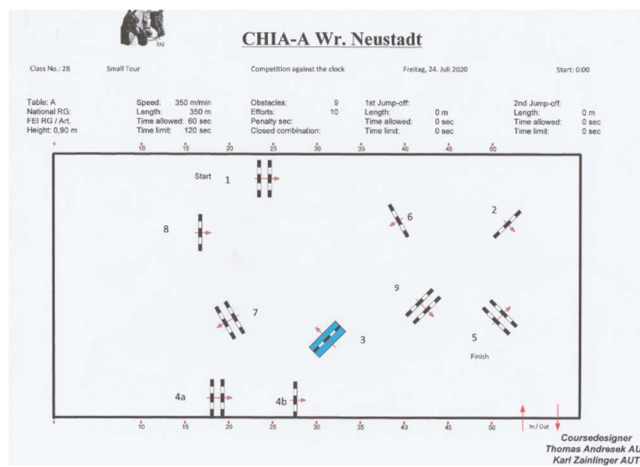 FEI
CHIA-A Wr. Neustadt
Class No.: 28 Small Tour Competition against the clock Freitag, 24. Juli 2020 Start: 0:00
Table: A Speed: 350 m/min Obstacles: 9 1st Jump-off: 2nd Jump-off:
National RG: Length: 350 m Efforts: 10 Length: 0 m Length: 0 m
FEI RG / Art. Time allowed: 60 sec Penalty sec: Time allowed: 0 sec Time allowed: 0 sec
Height: 0,90 m Time limit: 120 sec Closed combination: Time limit: 0 sec Time limit: 0 sec
10 15 20 25 30 35 40 45 50
Start 1
6 2
8
9
7
5
3
Finish
4a 4b
10 15 20 25 30 35 40 45 50 In / Out
Coursedesigner
Thomas Andresek AU
Karl Zainlinger AUT